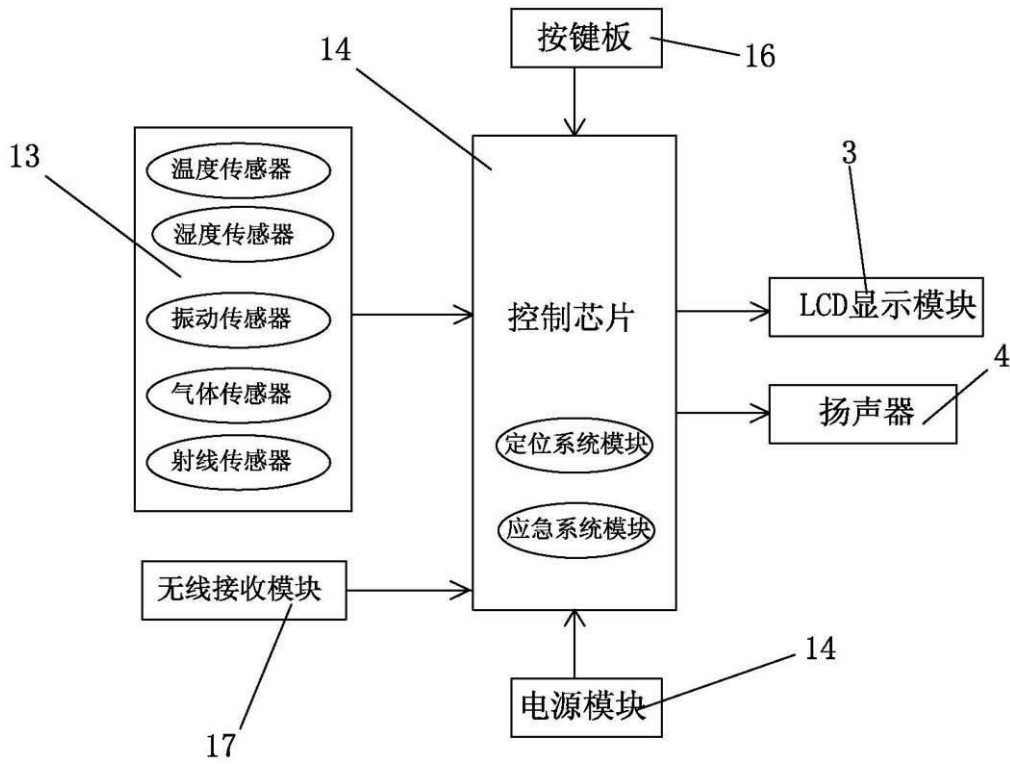 按键板
16
14
13
温度传感器
湿度传感器
振动传感器
气体传感器
射线传感器
控制芯片
定位系统模块
应急系统模块
3
LCD显示模块
4
扬声器
无线接收模块
17
电源模块
14